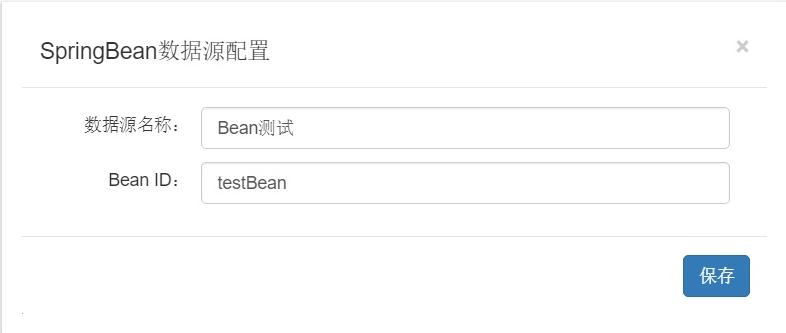 SpringBean数据源配置
×
数据源名称：
Bean测试
Bean ID：
testBean
保存